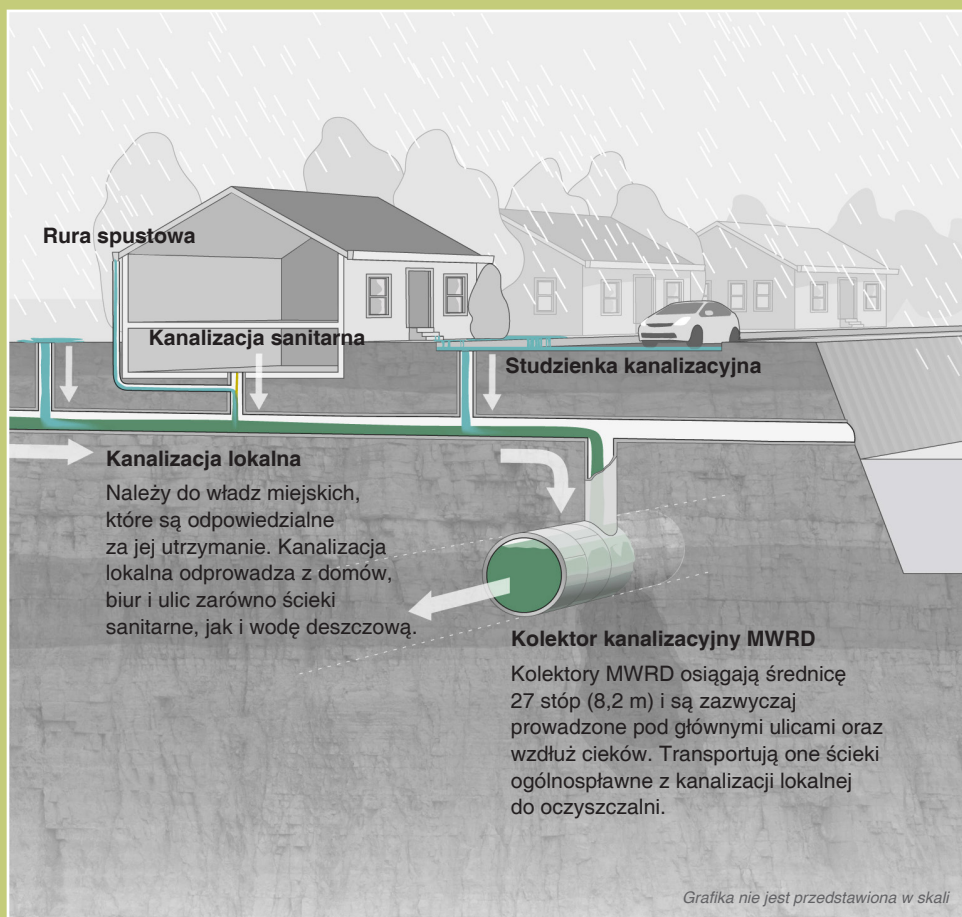 Rura spustowa
Kanalizacja sanitarna
Studzienka kanalizacyjna
Kanalizacja lokalna
Należy do władz miejskich,
które są odpowiedzialne
za jej utrzymanie. Kanalizacja
lokalna odprowadza z domów,
biur i ulic zarówno ścieki
sanitarne, jak i wodę deszczową.
Kolektor kanalizacyjny MWRD
Kolektory MWRD osiągają średnicę
27 stóp (8,2 m) i są zazwyczaj
prowadzone pod głównymi ulicami oraz
wzdłuż cieków. Transportują one ścieki
ogólnospławne z kanalizacji lokalnej
do oczyszczalni.
Grafika nie jest przedstawiona w skali